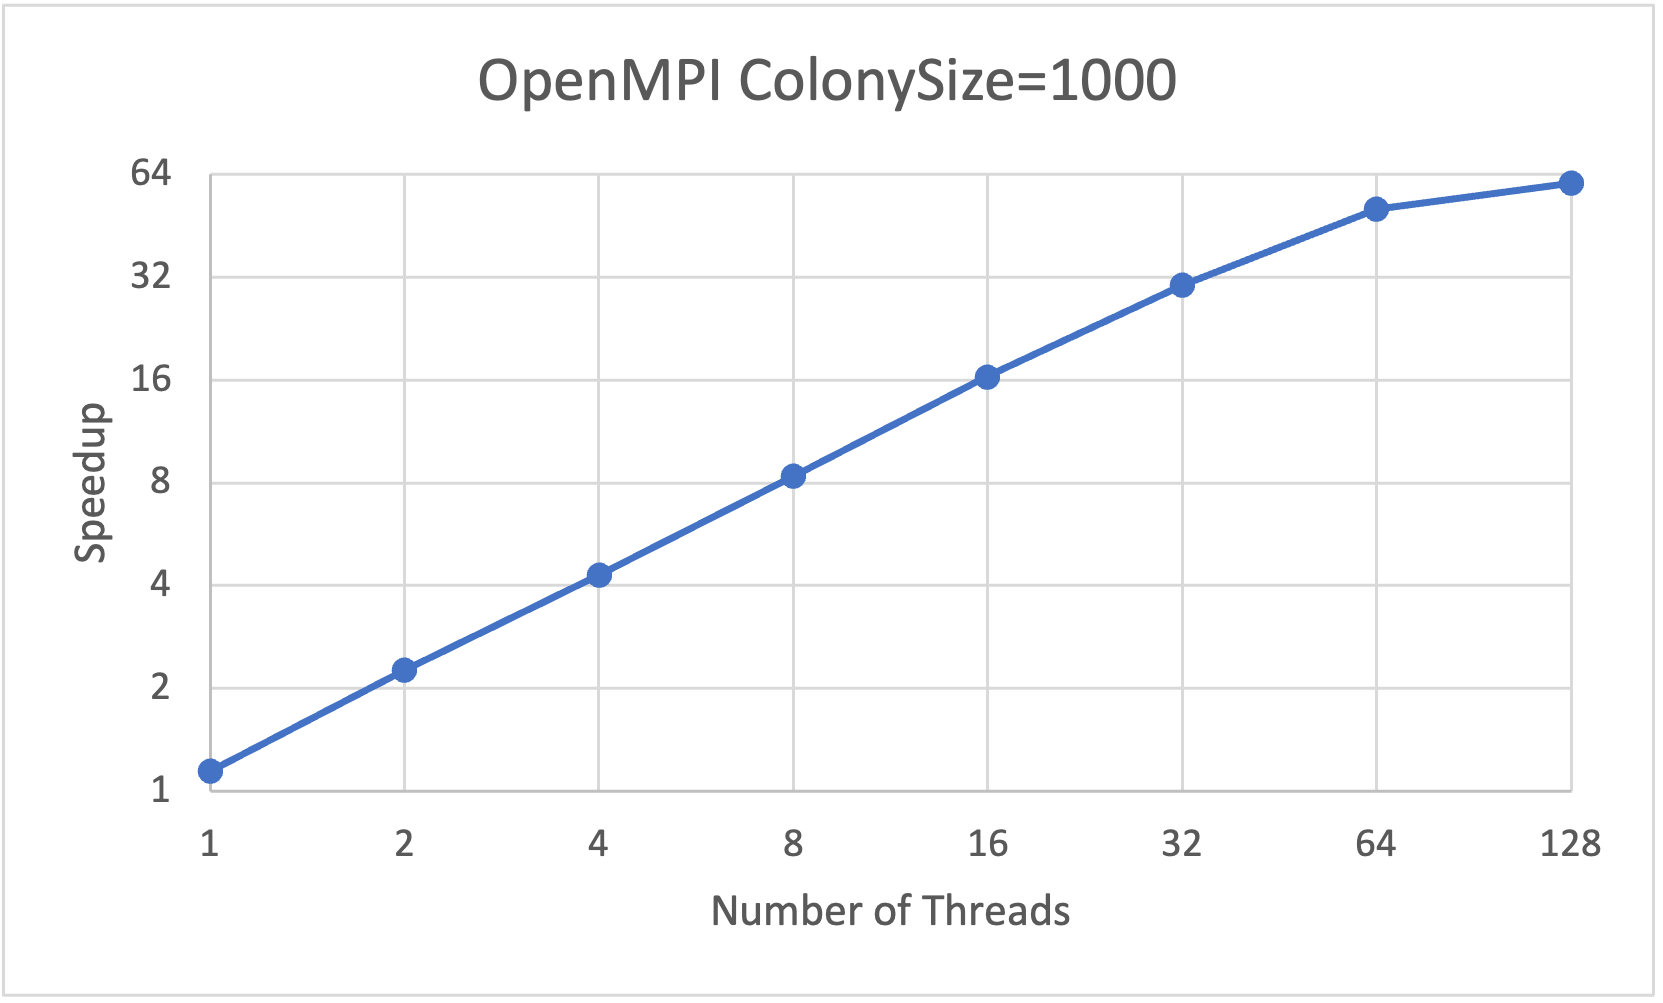 OpenMPI ColonySize=1000
64
32
16
8
4
2
1
Speedup
1 2 4 8 16 32 64 128
Number of Threads